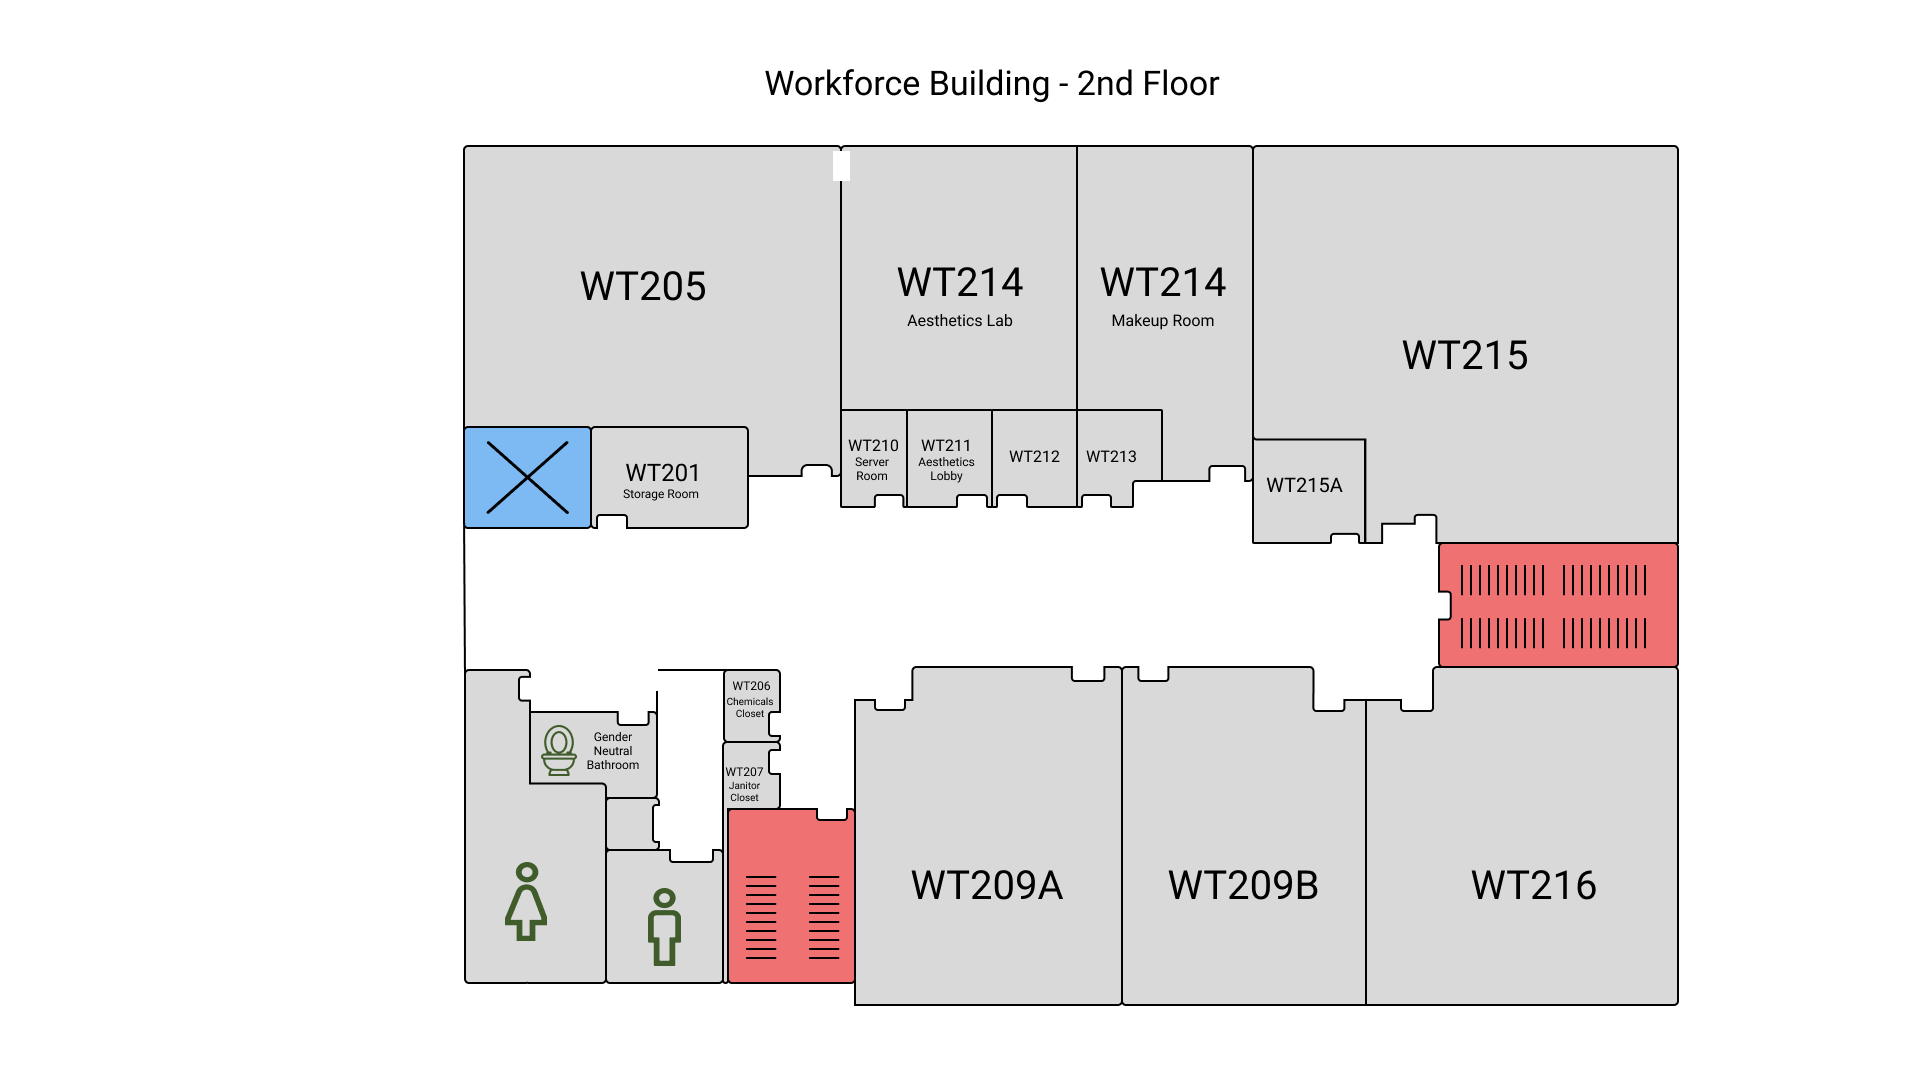 Workforce Building - 2nd Floor
WT205
WT214
Aesthetics Lab
WT214
Makeup Room
WT215
WT201
Storage Room
WT210
Server
Room
WT211
Aesthetics
Lobby
WT212
WT213
WT215A
WT206
Chemicals
Closet
Gender
Neutral
Bathroom
WT207
Janitor
Closet
WT209A
WT209B
WT216